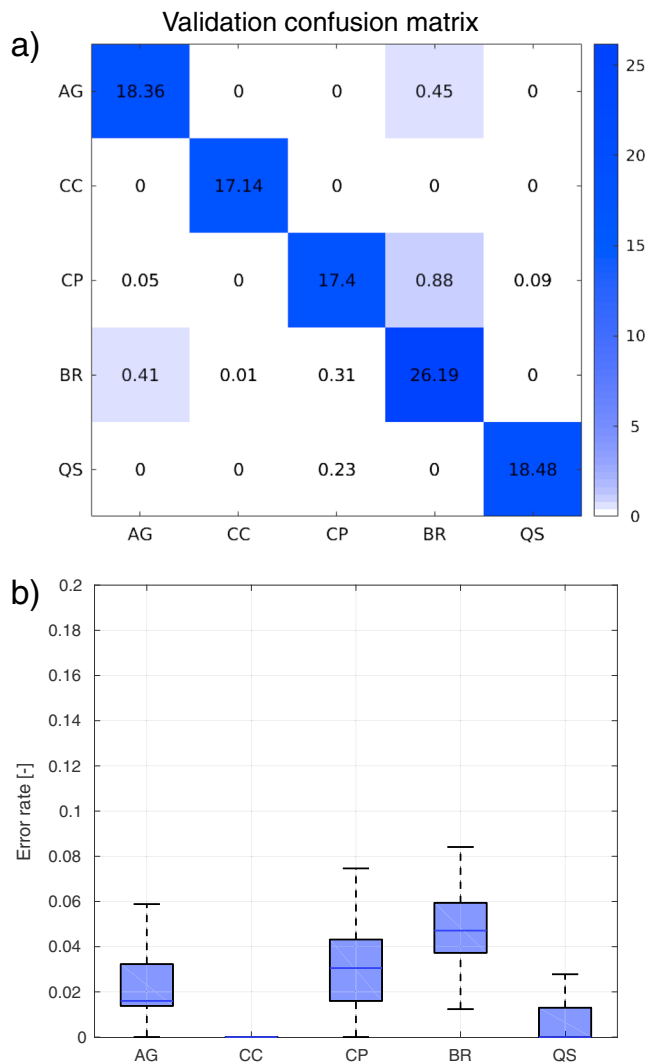 Validation confusion matrix
a)
AG 18.36 0 0 0.45 0
CC 0 17.14 0 0 0
CP 0.05 0 17.4 0.88 0.09
BR 0.41 0.01 0.31 26.19 0
QS 0 0 0.23 0 18.48
AG CC CP BR QS
25
20
15
10
5
0
b)
Error rate [-]
0.2
0.18
0.16
0.14
0.12
0.1
0.08
0.06
0.04
0.02
0
AG CC CP BR QS